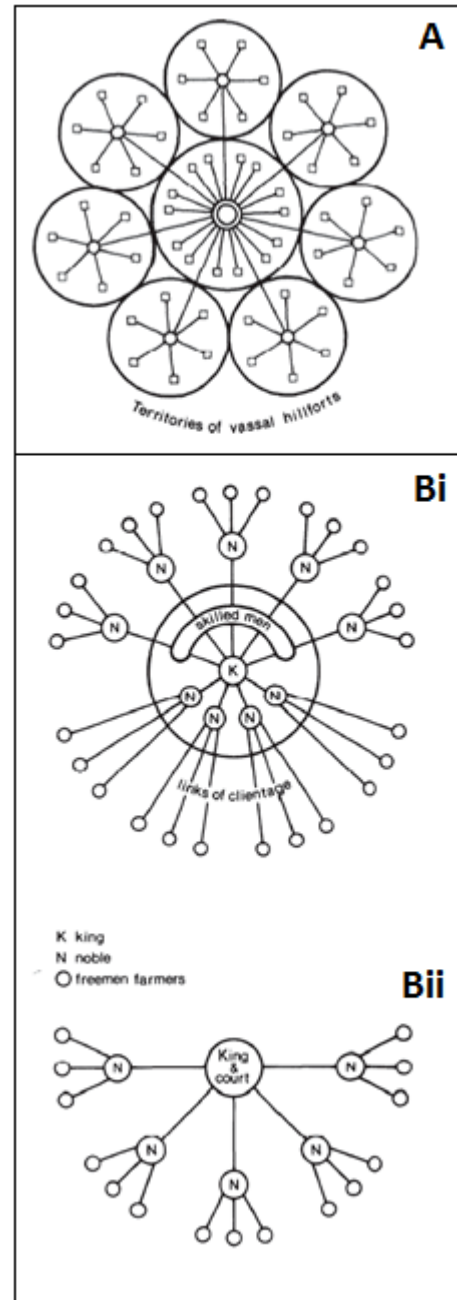 A
Territories of vassal hillforts
Bi
N
N
N
N
N
skilled men
K
N
N
N
N
links of clientage
K king
N noble
freemen farmers
Bii
King
&
court
N
N
N
N
N